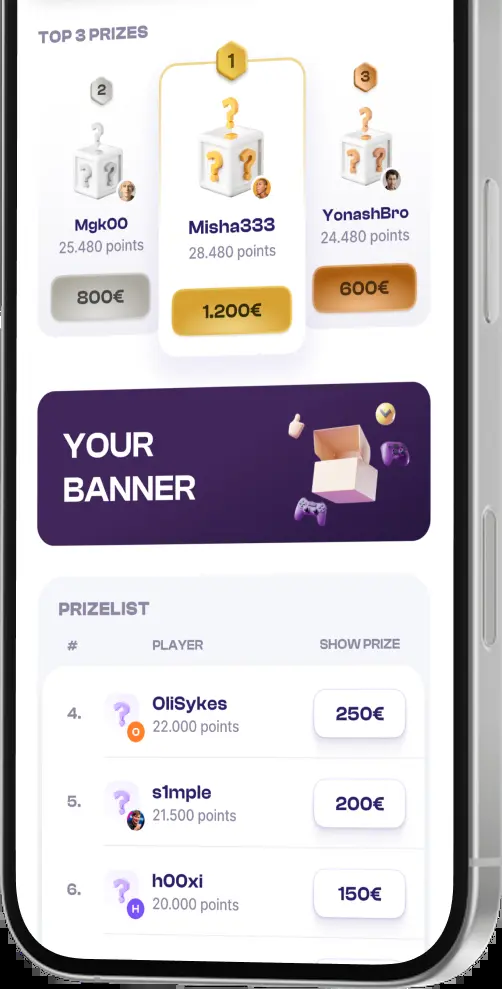 TOP 3 PRIZES
1
2
3
Mgk00
25.480 points
800€
Misha333
28.480 points
1.200€
YonashBro
24.480 points
600€
YOUR
BANNER
PRIZELIST
# PLAYER SHOW PRIZE
4. OliSykes 250€
22.000 points
O
5. s1mple 200€
21.500 points
6. h00xi 150€
20.000 points
H